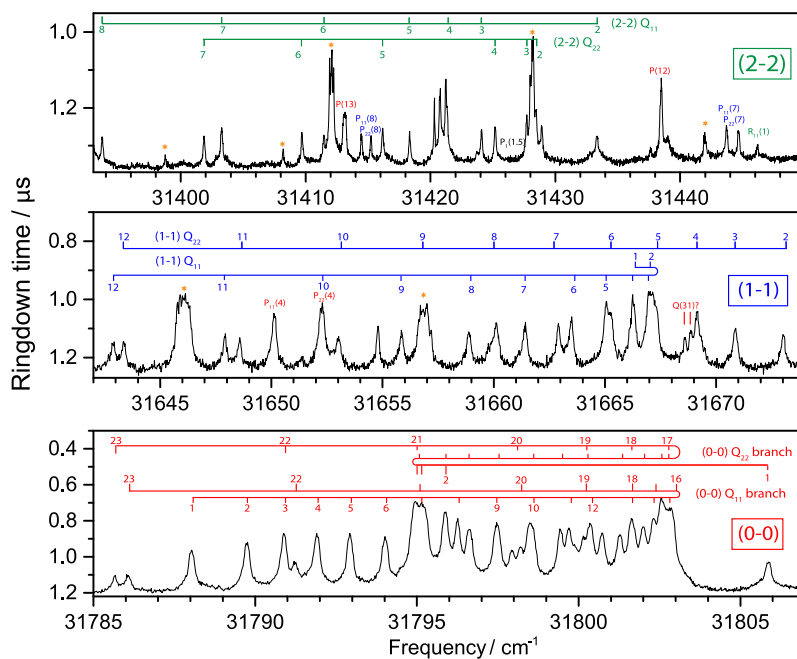 8 7 6 5 4 3 2 (2-2) Q11
7 6 5 4 3 2 (2-2) Q22
1.0
1.2
1.4
* * * * *
P(13)
P11(8)
P22(8)
P1(1.5)
P(12)
P11(7)
P22(7)
R11(1)
(2-2)
31400 31410 31420 31430 31440
12 (1-1) Q22 11 10 9 8 7 6 5 4 3 2
(1-1) Q11 1 2
12 11 10 9 8 7 6 5
0.8
1.0
1.2
* *
P11(4)
P22(4)
Q(31)?
(1-1)
31645 31650 31655 31660 31665 31670
Ringdown time / μs
23 22 21 20 19 18 17
(0-0) Q22 branch
2 1
23 22 20 19 18 16
(0-0) Q11 branch
1 2 3 4 5 6 9 10 12
0.4
0.6
0.8
1.0
1.2
(0-0)
31785 31790 31795 31800 31805
Frequency / cm-1